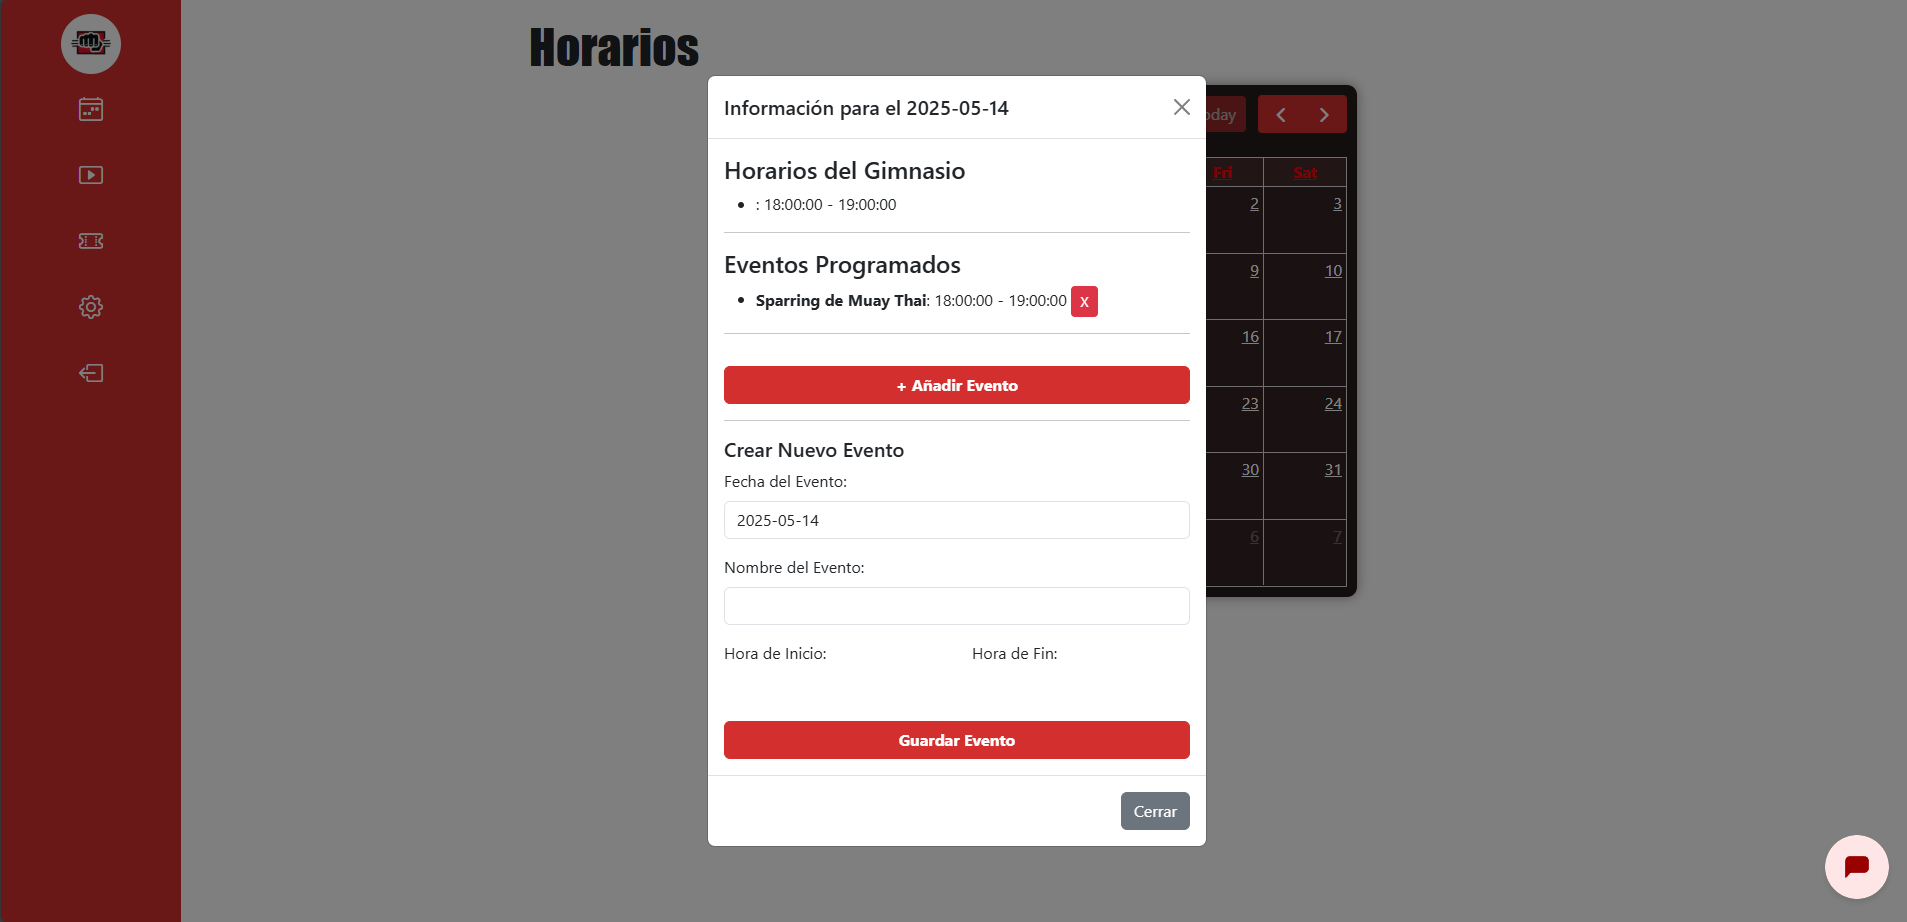 Horarios
Información para el 2025-05-14
Horarios del Gimnasio
: 18:00:00 - 19:00:00
Eventos Programados
Sparring de Muay Thai: 18:00:00 - 19:00:00 X
+ Añadir Evento
Crear Nuevo Evento
Fecha del Evento:
2025-05-14
Nombre del Evento:
Hora de Inicio: Hora de Fin:
Guardar Evento
Cerrar
oday
Fri Sat
2 3
9 10
16 17
23 24
30 31
6 7